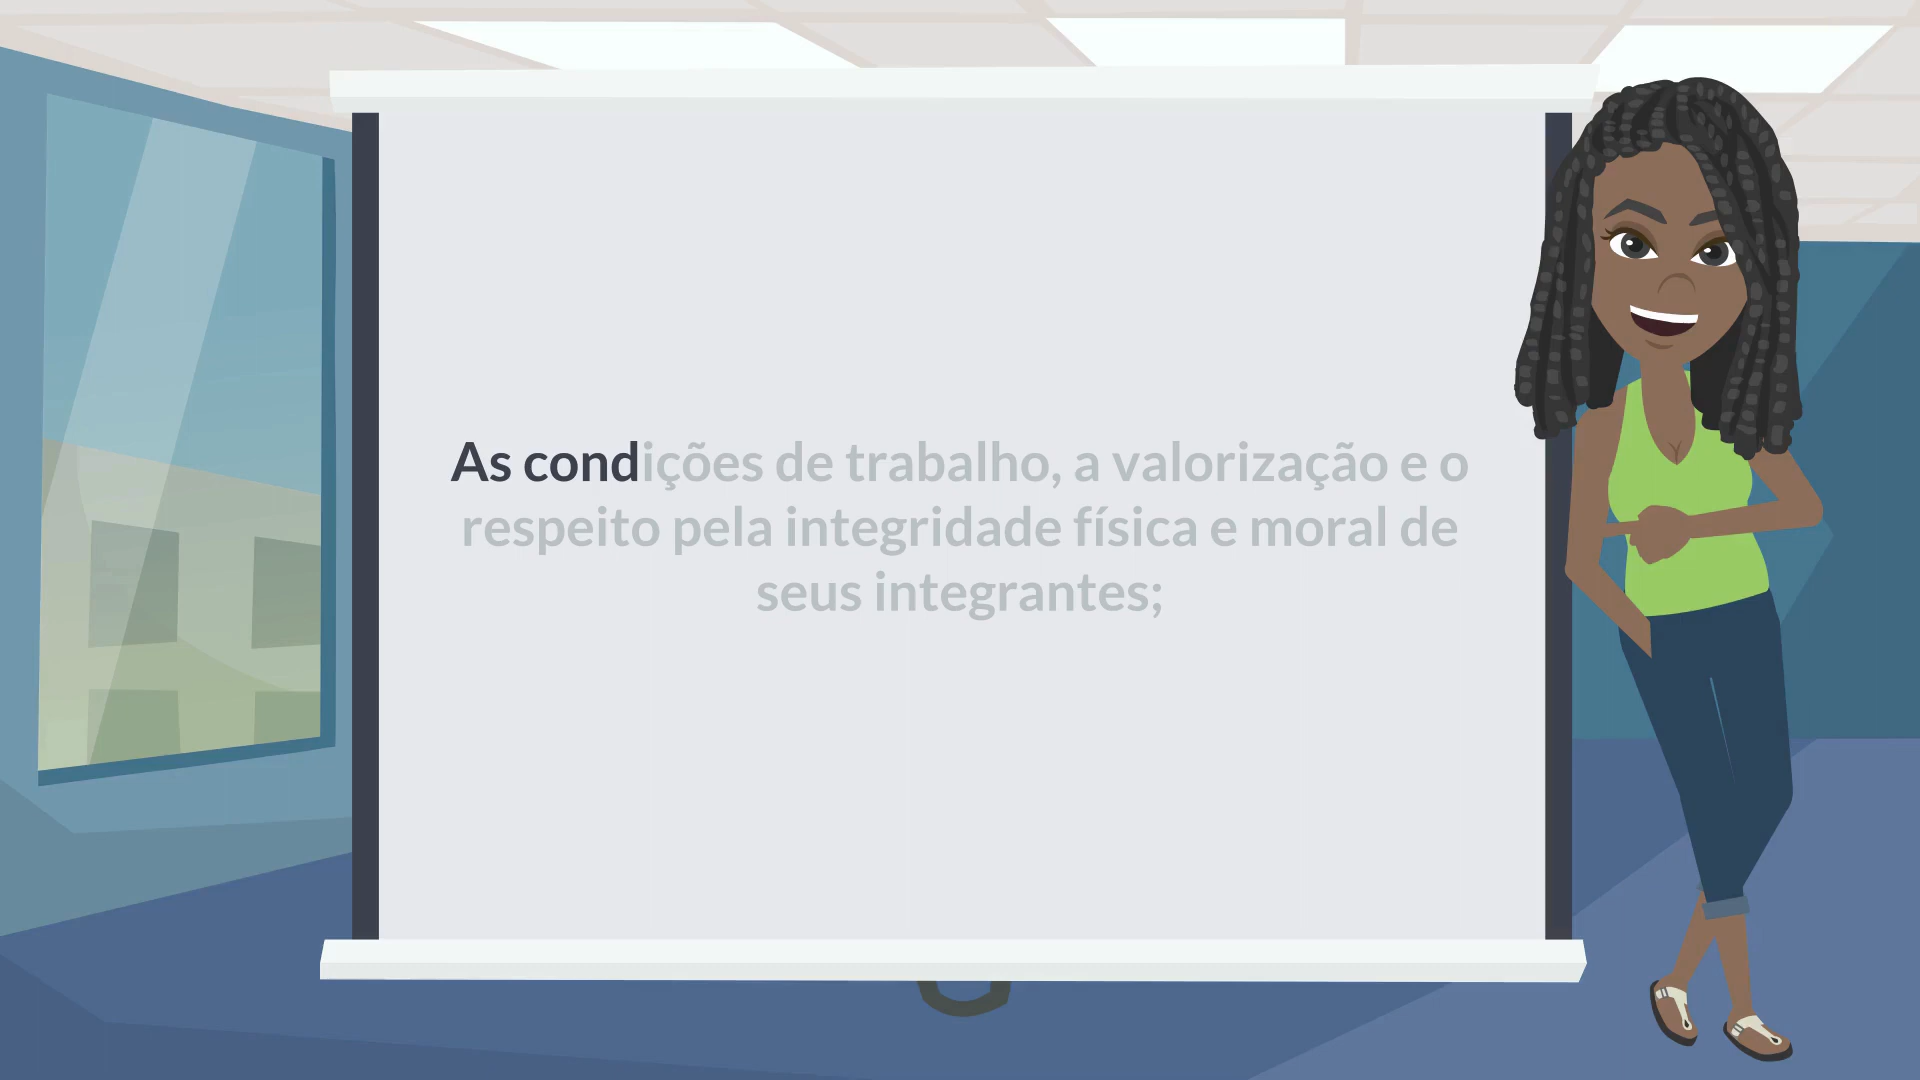 As condições de trabalho, a valorização e o
respeito pela integridade física e moral de
seus integrantes;